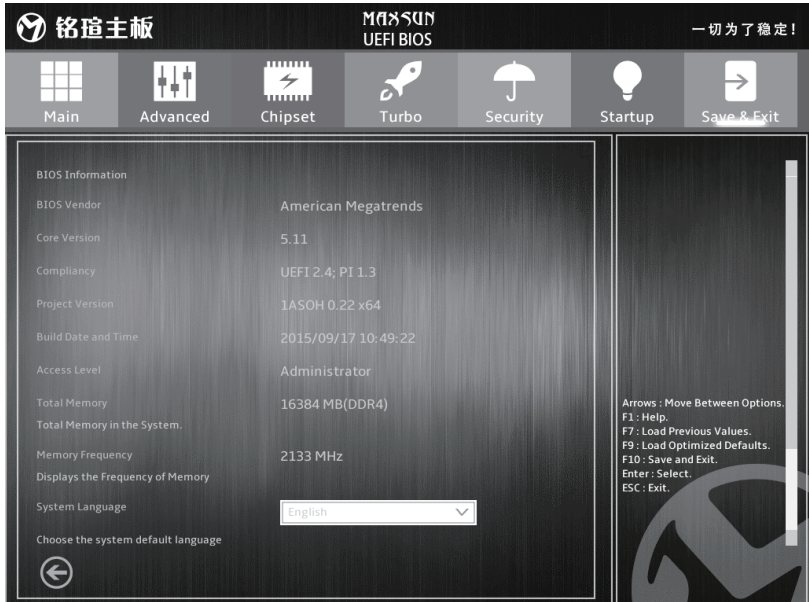 铭瑄主板
MAXSUN
UEFI BIOS
一切为了稳定!
Main
Advanced
Chipset
Turbo
Security
Startup
Save & Exit
BIOS Information
BIOS Vendor American Megatrends
Core Version 5.11
Compliancy UEFI 2.4; PI 1.3
Project Version 1ASOH 0.22 x64
Build Date and Time 2015/09/17 10:49:22
Access Level Administrator
Total Memory 16384 MB(DDR4)
Total Memory in the System.
Memory Frequency 2133 MHz
Displays the Frequency of Memory
System Language English
Choose the system default language
Arrows : Move Between Options.
F1 : Help.
F7 : Load Previous Values.
F9 : Load Optimized Defaults.
F10 : Save and Exit.
Enter : Select.
ESC : Exit.